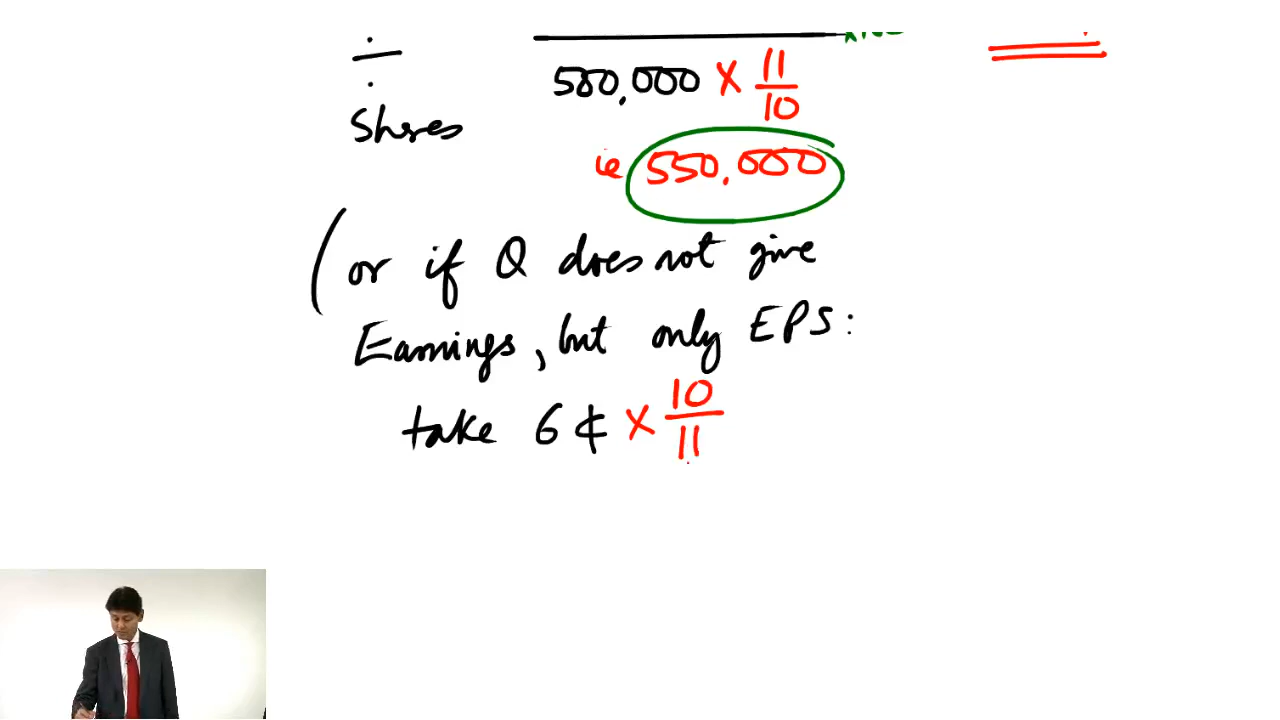 ÷
500,000 × 11/10
Shares
ie 550,000
(or if Q does not give
Earnings, but only EPS:
take 6¢ × 10/11